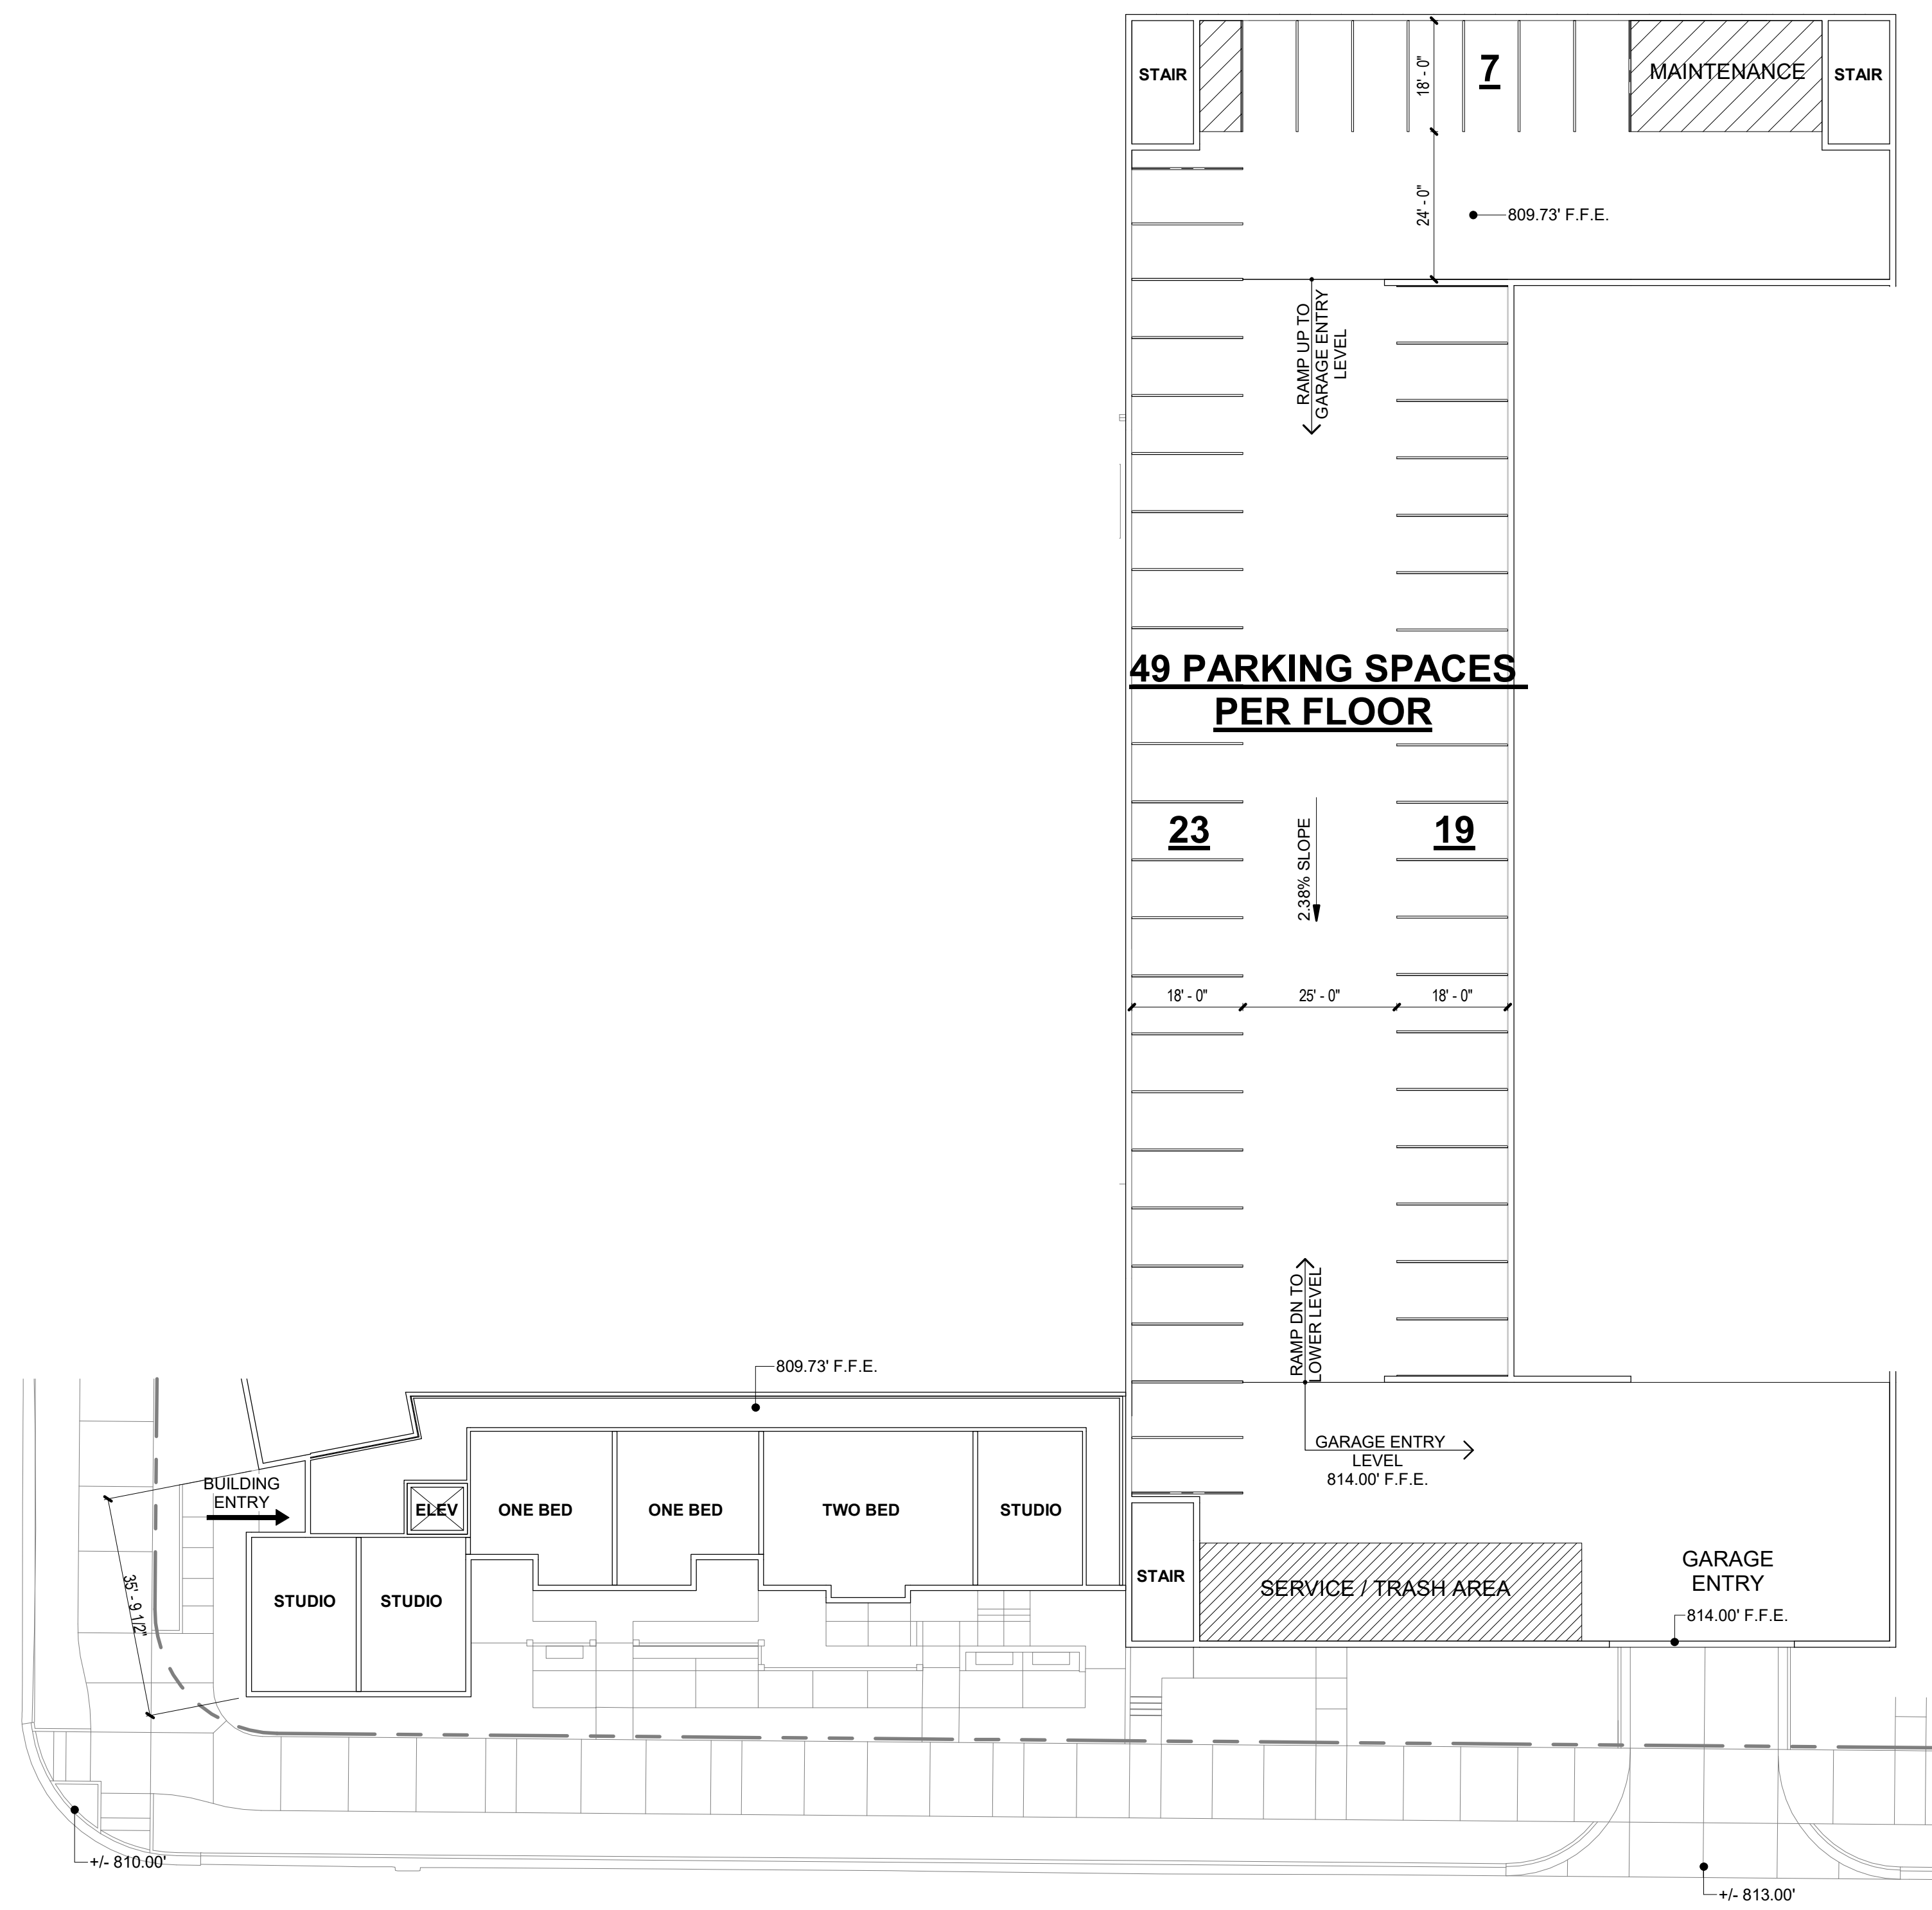 STAIR
18' - 0"
7
MAINTENANCE
STAIR
24' - 0"
809.73' F.F.E.
RAMP UP TO
GARAGE ENTRY
LEVEL
49 PARKING SPACES
PER FLOOR
23
2.38% SLOPE
19
18' - 0"
25' - 0"
18' - 0"
RAMP DN TO
LOWER LEVEL
809.73' F.F.E.
GARAGE ENTRY
LEVEL
814.00' F.F.E.
BUILDING
ENTRY
ELEV
ONE BED
ONE BED
TWO BED
STUDIO
35' - 9 1/2"
STUDIO
STUDIO
STAIR
SERVICE / TRASH AREA
GARAGE
ENTRY
814.00' F.F.E.
+/- 810.00'
+/- 813.00'